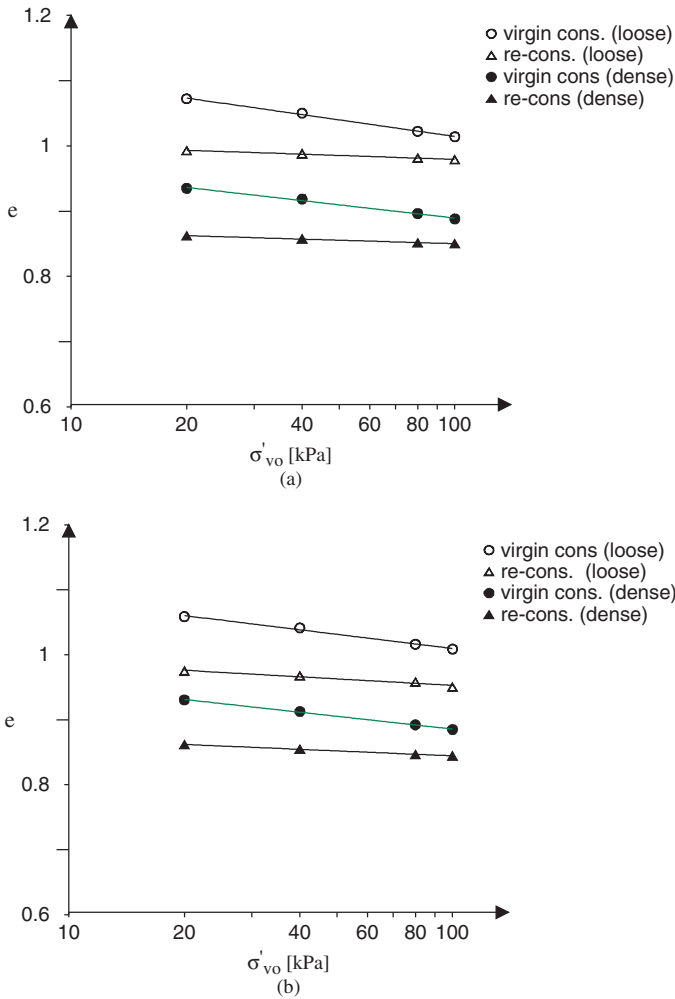 1.2
virgin cons. (loose)
re-cons. (loose)
virgin cons (dense)
re-cons (dense)
1
e
0.8
0.6
10 20 40 60 80 100
σ'vo [kPa]
(a)
1.2
virgin cons (loose)
re-cons. (loose)
virgin cons. (dense)
re-cons. (dense)
1
e
0.8
0.6
10 20 40 60 80 100
σ'vo [kPa]
(b)